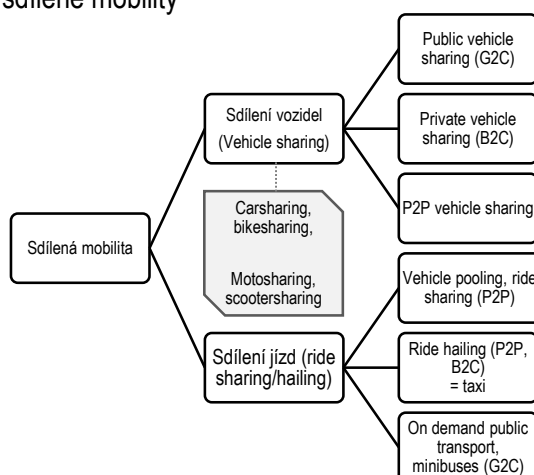 sdílené mobility
Public vehicle
sharing (G2C)
Sdílení vozidel
(Vehicle sharing)
Private vehicle
sharing (B2C)
P2P vehicle sharing
Carsharing,
bikesharing,
Motosharing,
scootersharing
Sdílená mobilita
Vehicle pooling, ride
sharing (P2P)
Sdílení jízd (ride
sharing/hailing)
Ride hailing (P2P,
B2C)
= taxi
On demand public
transport,
minibuses (G2C)